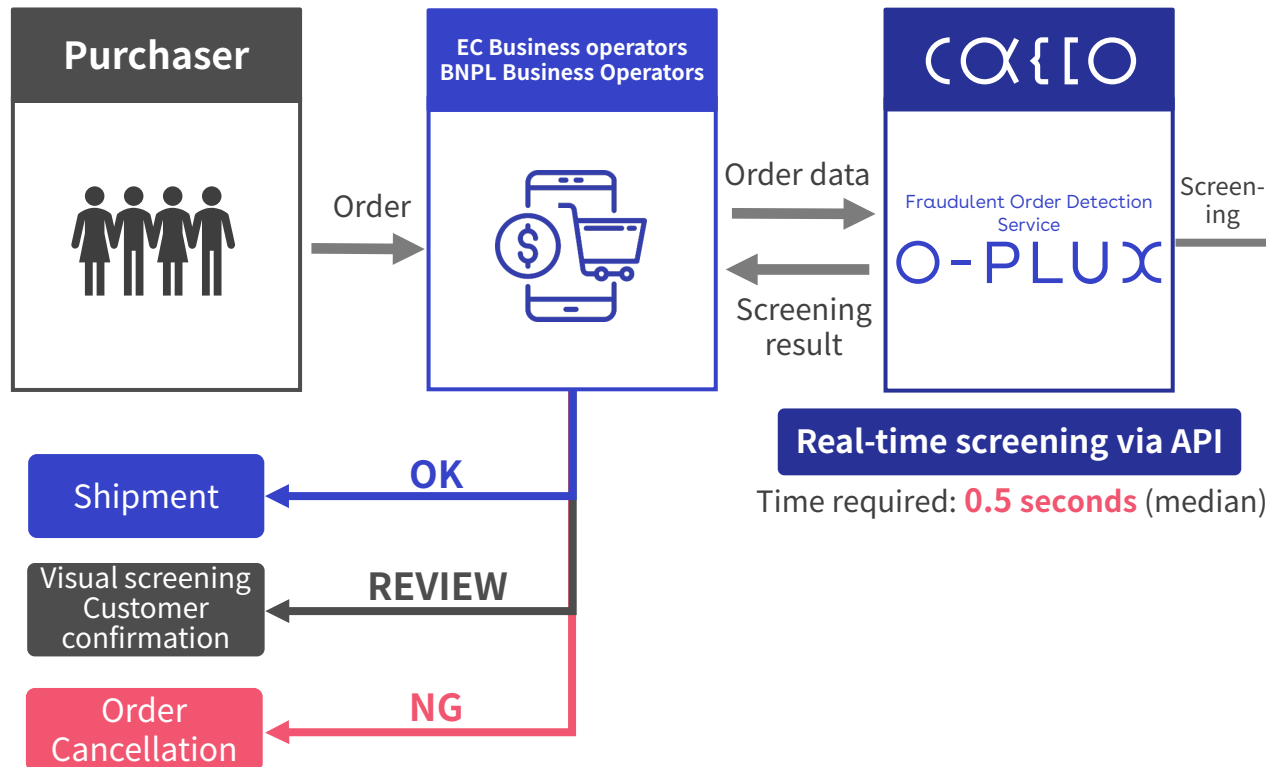 Purchaser
EC Business operators
BNPL Business Operators
Order
Order data
Screening
result
Fraudulent Order Detection
Service
O-PLUX
Screen-
ing
Real-time screening via API
Time required: 0.5 seconds (median)
OK
Shipment
REVIEW
Visual screening
Customer
confirmation
NG
Order
Cancellation